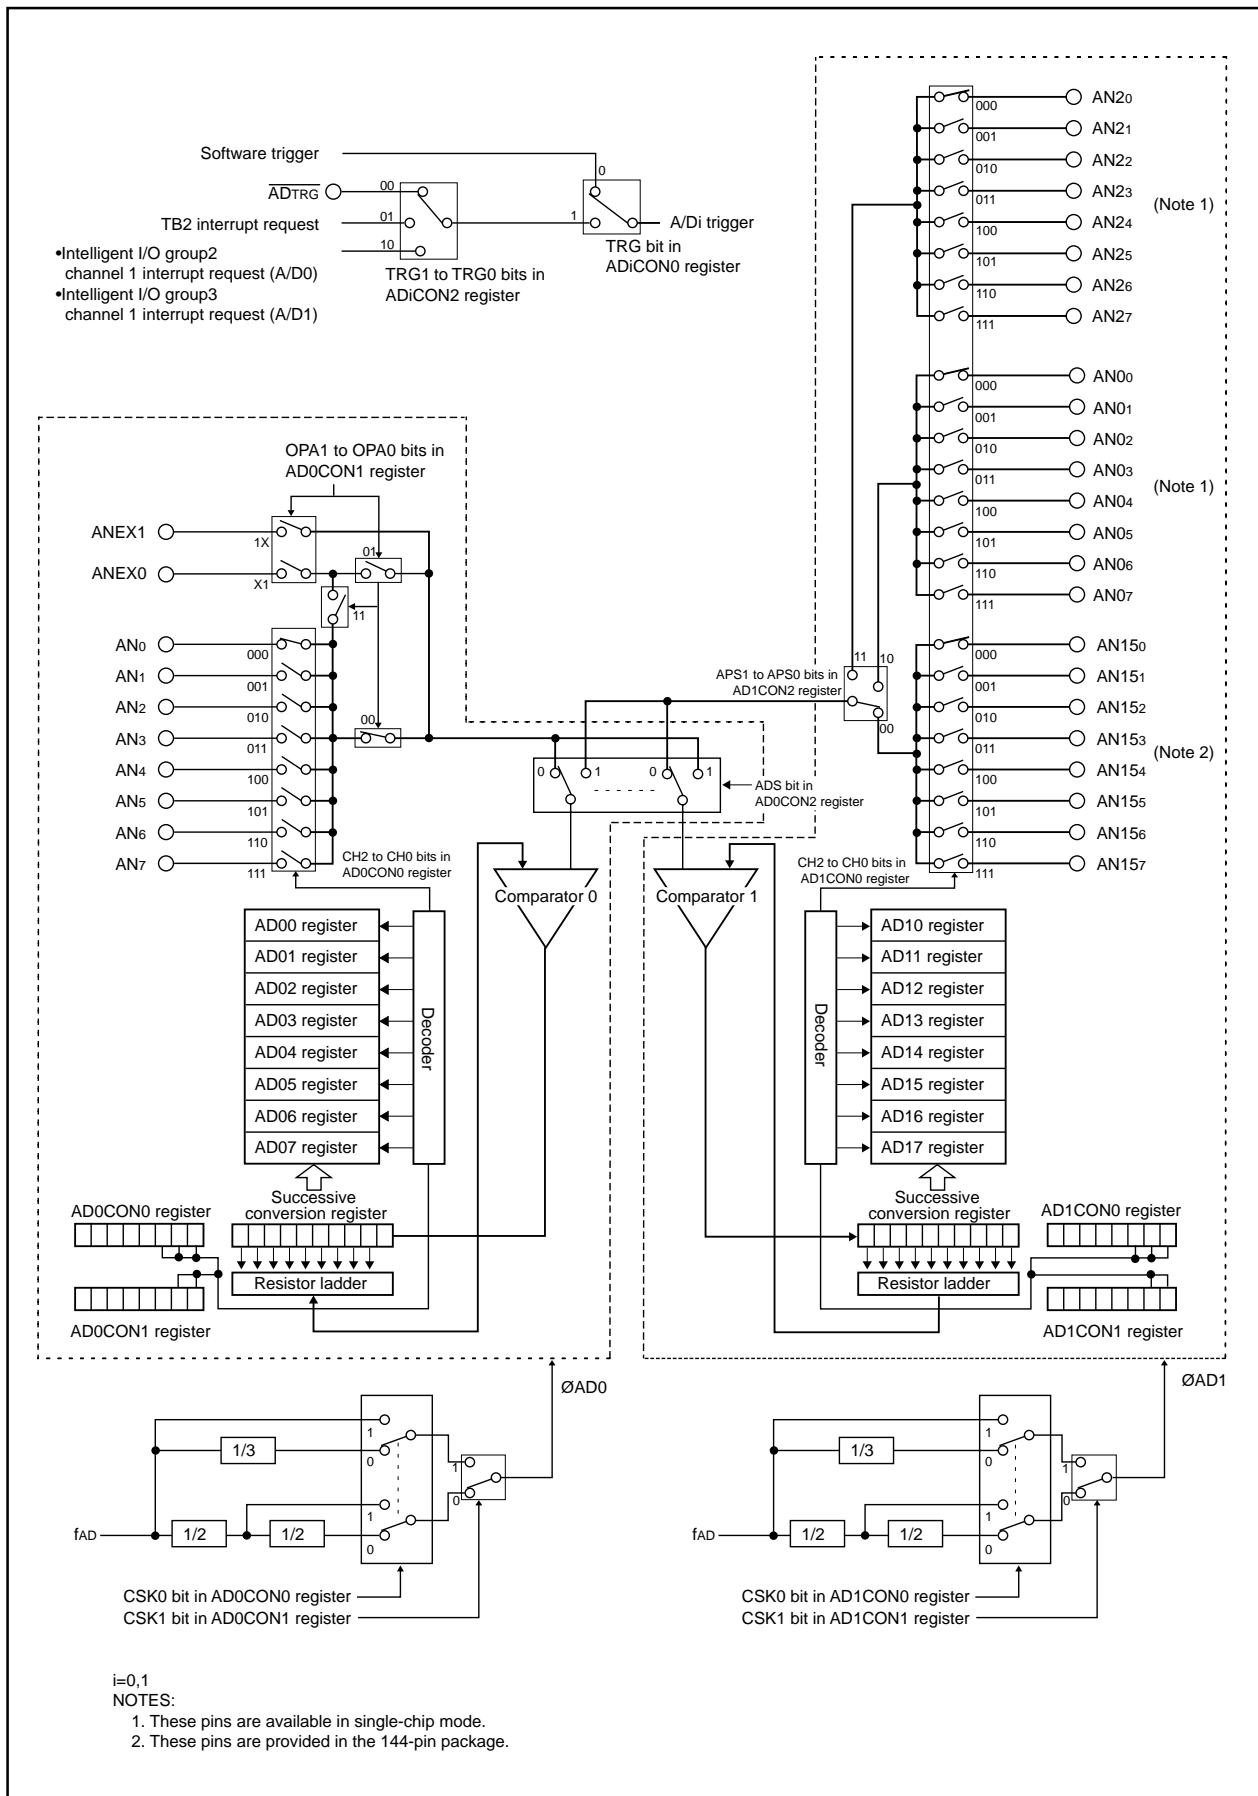 Software trigger
ADTRG
TB2 interrupt request
•Intelligent I/O group2
channel 1 interrupt request (A/D0)
•Intelligent I/O group3
channel 1 interrupt request (A/D1)
00
01
10
TRG1 to TRG0 bits in
ADiCON2 register
0
1
A/Di trigger
TRG bit in
ADiCON0 register
000
AN20
001
AN21
010
AN22
011
AN23
100
AN24
101
AN25
110
AN26
111
AN27
(Note 1)
000
AN00
001
AN01
010
AN02
011
AN03
100
AN04
101
AN05
110
AN06
111
AN07
(Note 1)
000
AN150
001
AN151
010
AN152
011
AN153
100
AN154
101
AN155
110
AN156
111
AN157
(Note 2)
OPA1 to OPA0 bits in
AD0CON1 register
ANEX1
1X
ANEX0
X1
01
11
00
AN0
000
AN1
001
AN2
010
AN3
011
AN4
100
AN5
101
AN6
110
AN7
111
APS1 to APS0 bits in
AD1CON2 register
11
10
00
0
1
0
1
ADS bit in
AD0CON2 register
CH2 to CH0 bits in
AD0CON0 register
Comparator 0
Comparator 1
CH2 to CH0 bits in
AD1CON0 register
AD00 register
AD01 register
AD02 register
AD03 register
AD04 register
AD05 register
AD06 register
AD07 register
Decoder
Decoder
AD10 register
AD11 register
AD12 register
AD13 register
AD14 register
AD15 register
AD16 register
AD17 register
Successive
conversion register
AD0CON0 register
Resistor ladder
AD0CON1 register
Successive
conversion register
AD1CON0 register
Resistor ladder
AD1CON1 register
ØAD0
1
1/3
0
1
0
1
fAD
1/2
1/2
0
CSK0 bit in AD0CON0 register
CSK1 bit in AD0CON1 register
ØAD1
1
1/3
0
1
0
1
fAD
1/2
1/2
0
CSK0 bit in AD1CON0 register
CSK1 bit in AD1CON1 register
i=0,1
NOTES:
1. These pins are available in single-chip mode.
2. These pins are provided in the 144-pin package.